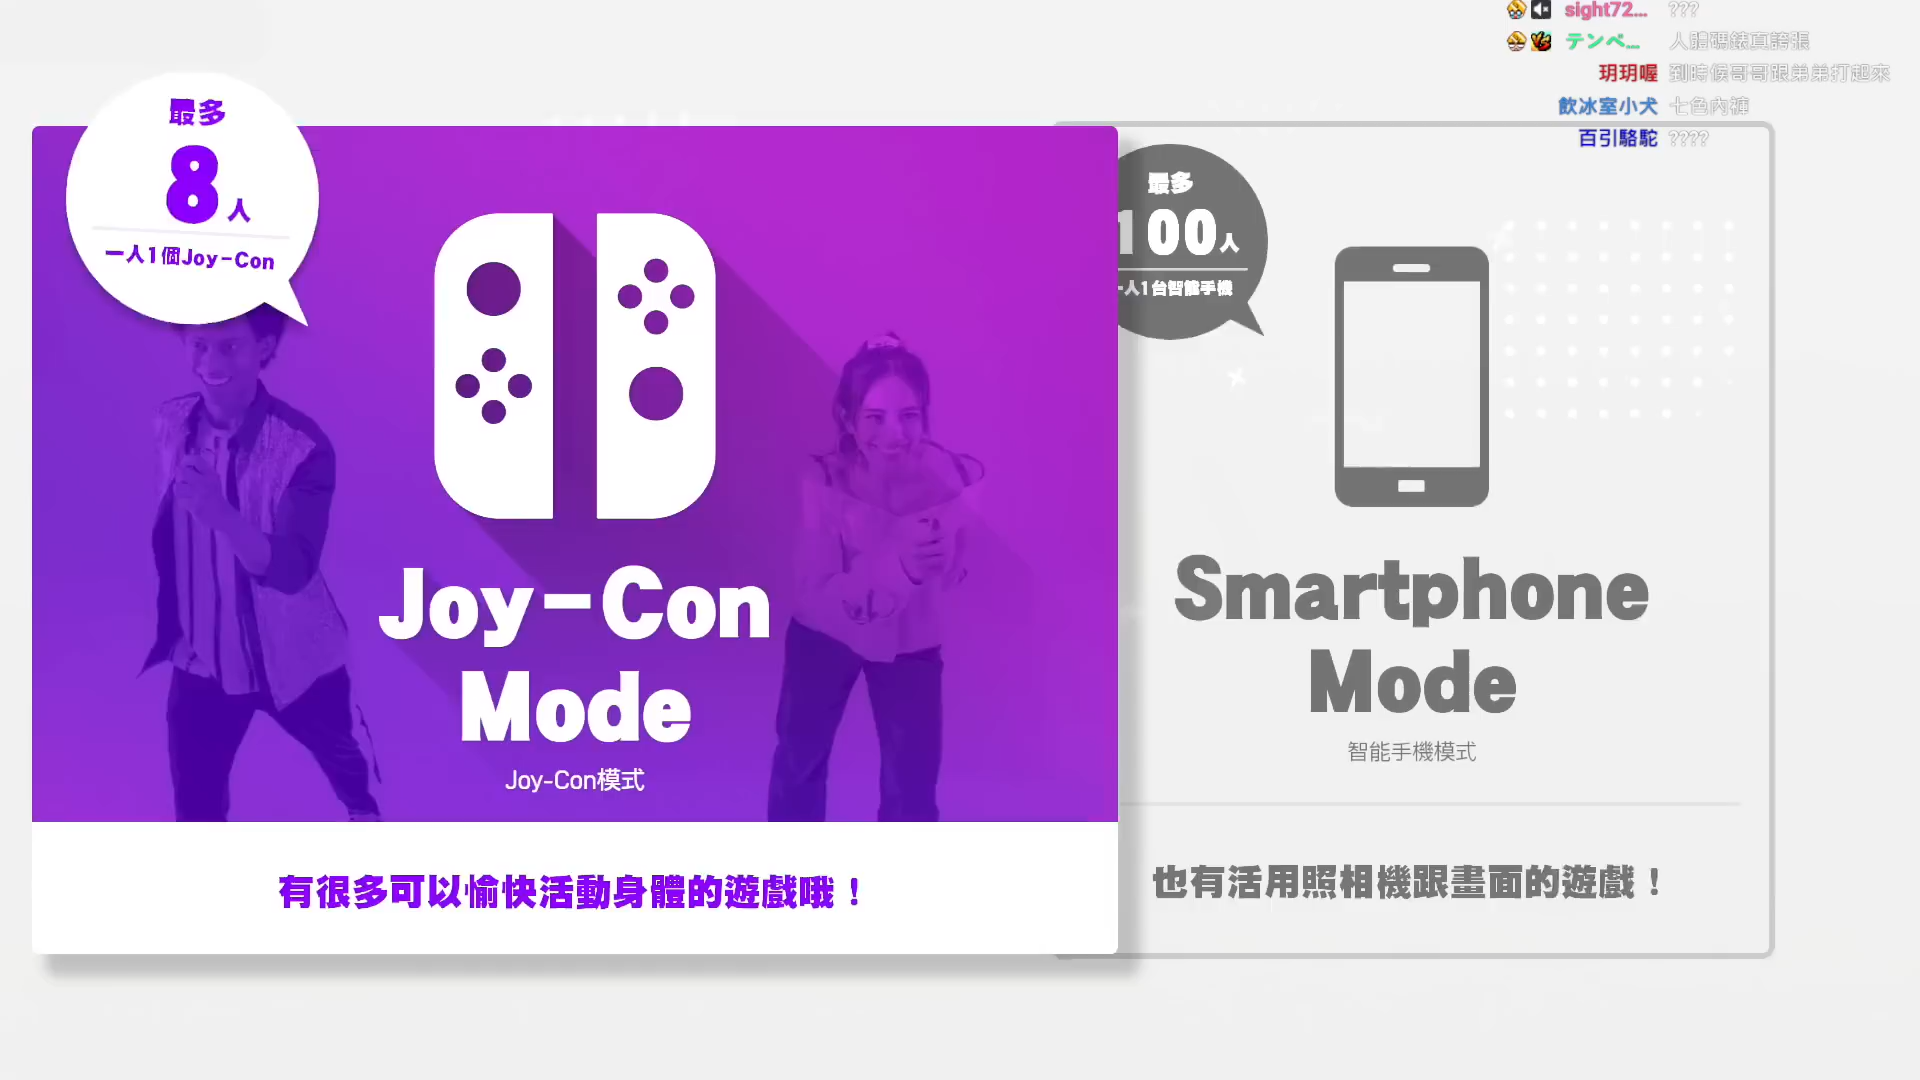 最多
8人
一人1個Joy-Con
Joy-Con
Mode
Joy-Con模式
有很多可以愉快活動身體的遊戲哦！
最多
100人
一人1台智能手機
Smartphone
Mode
智能手機模式
也有活用照相機跟畫面的遊戲！
sight72... ???
テンペ... 人體碼錶真誇張
玥玥喔 到時候哥哥跟弟弟打起來
飲冰室小犬 七色內褲
百引駱駝 ????